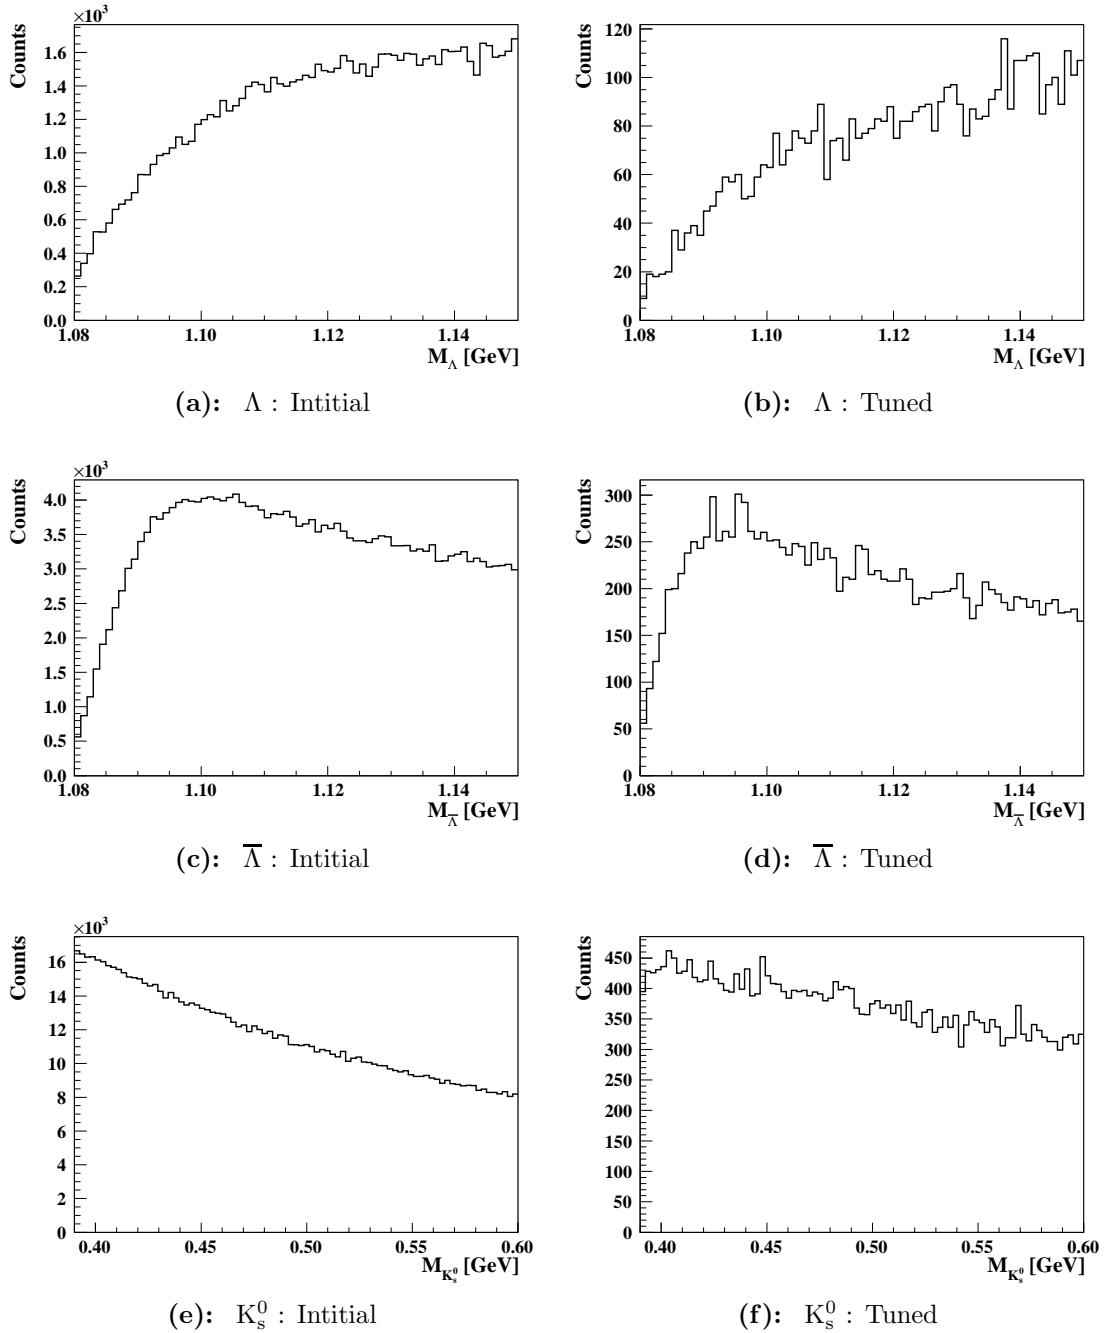 ×10³
Counts
1.6
1.4
1.2
1.0
0.8
0.6
0.4
0.2
0.0
1.08 1.10 1.12 1.14
M_Λ [GeV]
(a): Λ : Intitial
Counts
120
100
80
60
40
20
0
1.08 1.10 1.12 1.14
M_Λ [GeV]
(b): Λ : Tuned
×10³
Counts
4.0
3.5
3.0
2.5
2.0
1.5
1.0
0.5
0.0
1.08 1.10 1.12 1.14
M_Λ̅ [GeV]
(c): Λ̅ : Intitial
Counts
300
250
200
150
100
50
0
1.08 1.10 1.12 1.14
M_Λ̅ [GeV]
(d): Λ̅ : Tuned
×10³
Counts
16
14
12
10
8
6
4
2
0
0.40 0.45 0.50 0.55 0.60
M_K⁰ₛ [GeV]
(e): K⁰ₛ : Intitial
Counts
450
400
350
300
250
200
150
100
50
0
0.40 0.45 0.50 0.55 0.60
M_K⁰ₛ [GeV]
(f): K⁰ₛ : Tuned